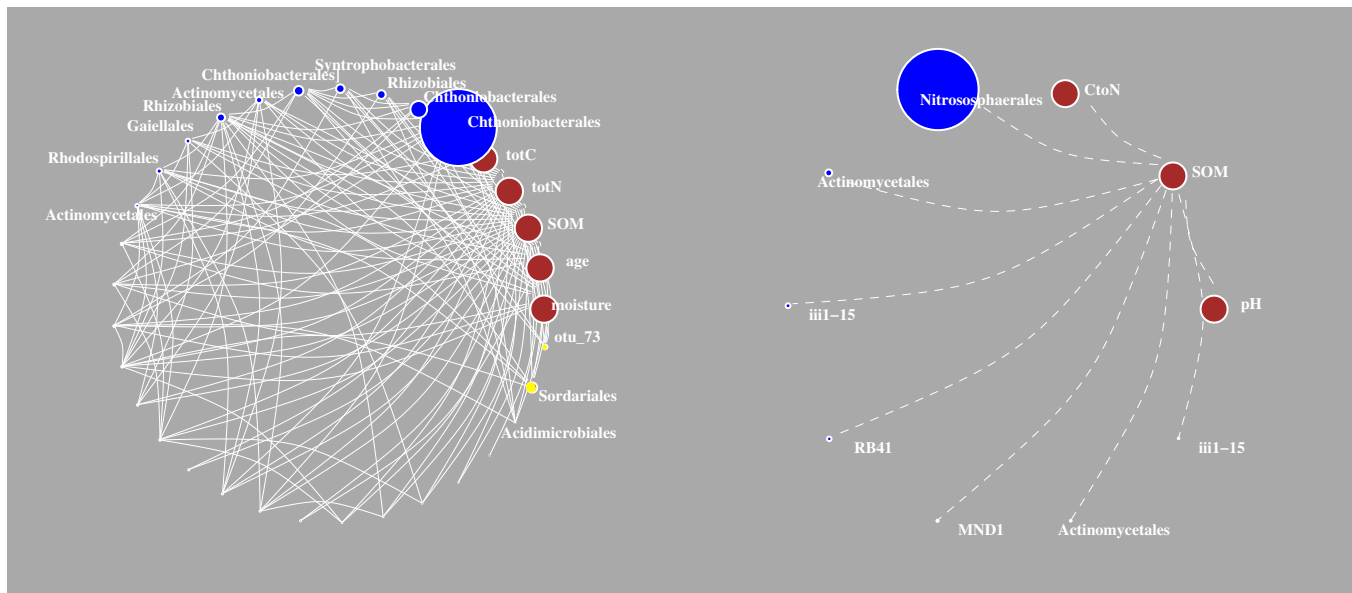 Syntrophobacterales
Chthoniobacterales
Rhizobiales
Actinomycetales
Chthoniobacterales
Rhizobiales
Chthoniobacterales
Gaiellales
totC
Rhodospirillales
totN
Actinomycetales
SOM
age
moisture
otu_73
Sordariales
Acidimicrobiales
CtoN
Nitrososphaerales
SOM
Actinomycetales
pH
iii1−15
RB41
iii1−15
MND1
Actinomycetales